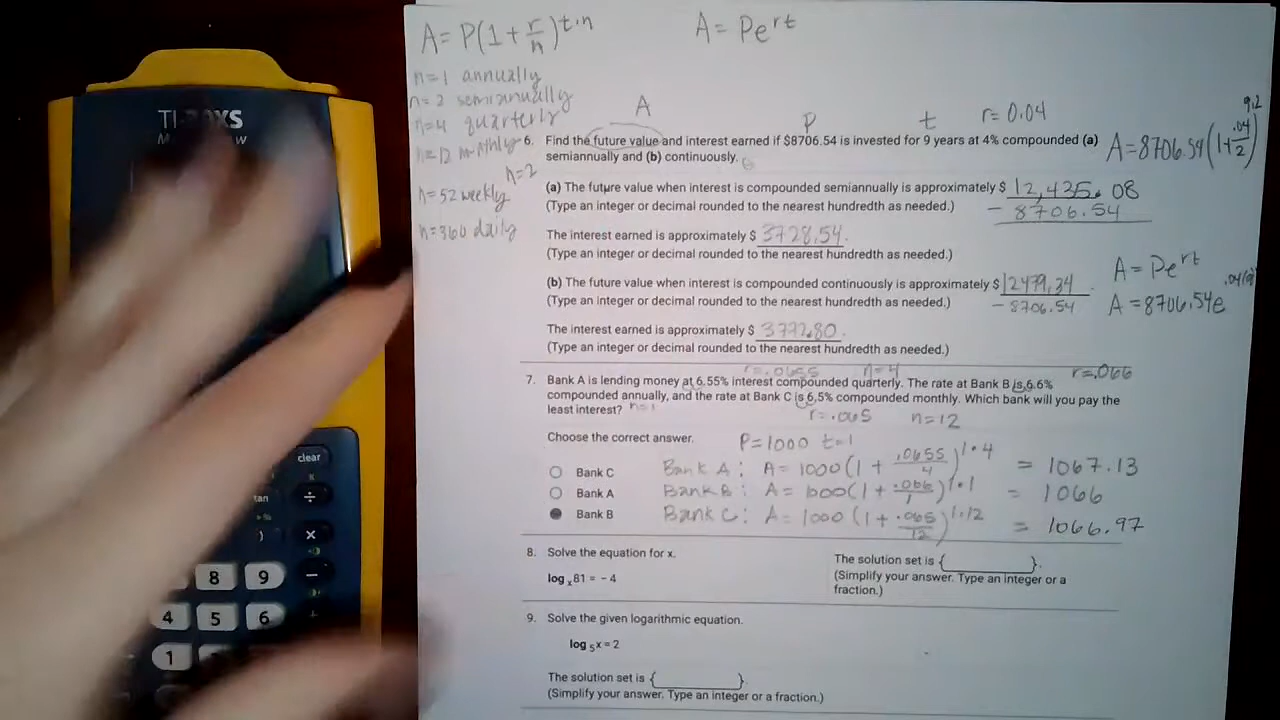 A = P(1 + r/n)^t·n
A = Pe^rt
n=1 annually
n=2 semianually
n=4 quarterly
n=12 monthly
n=52 weekly
n=360 daily
A
P
t
r=0.04
6. Find the future value and interest earned if $8706.54 is invested for 9 years at 4% compounded (a)
semiannually and (b) continuously.
n=2
A=8706.54(1+.04/2)^9·2
(a) The future value when interest is compounded semiannually is approximately $ 12,435.08
(Type an integer or decimal rounded to the nearest hundredth as needed.)
- 8706.54
The interest earned is approximately $ 3728.54.
(Type an integer or decimal rounded to the nearest hundredth as needed.)
(b) The future value when interest is compounded continuously is approximately $ 12479.34.
(Type an integer or decimal rounded to the nearest hundredth as needed.)
- 8706.54
A = Pe^rt
A = 8706.54e^.04(9)
The interest earned is approximately $ 3772.80.
(Type an integer or decimal rounded to the nearest hundredth as needed.)
r=.0655 n=4 r=.066
7. Bank A is lending money at 6.55% interest compounded quarterly. The rate at Bank B is 6.6%
compounded annually, and the rate at Bank C is 6.5% compounded monthly. Which bank will you pay the
least interest? n=1
r=.065 n=12
Choose the correct answer.
P=1000 t=1
Bank C
Bank A: A = 1000(1 + .0655/4)^1·4 = 1067.13
Bank A
Bank B: A = 1000(1 + .066/1)^1·1 = 1066
Bank B
Bank C: A = 1000(1 + .065/12)^1·12 = 1066.97
8. Solve the equation for x.
log x 81 = - 4
The solution set is { }.
(Simplify your answer. Type an integer or a
fraction.)
9. Solve the given logarithmic equation.
log 5 x = 2
The solution set is { }.
(Simplify your answer. Type an integer or a fraction.)
clear
÷
tan
)
×
8 9 −
4 5 6 +
1